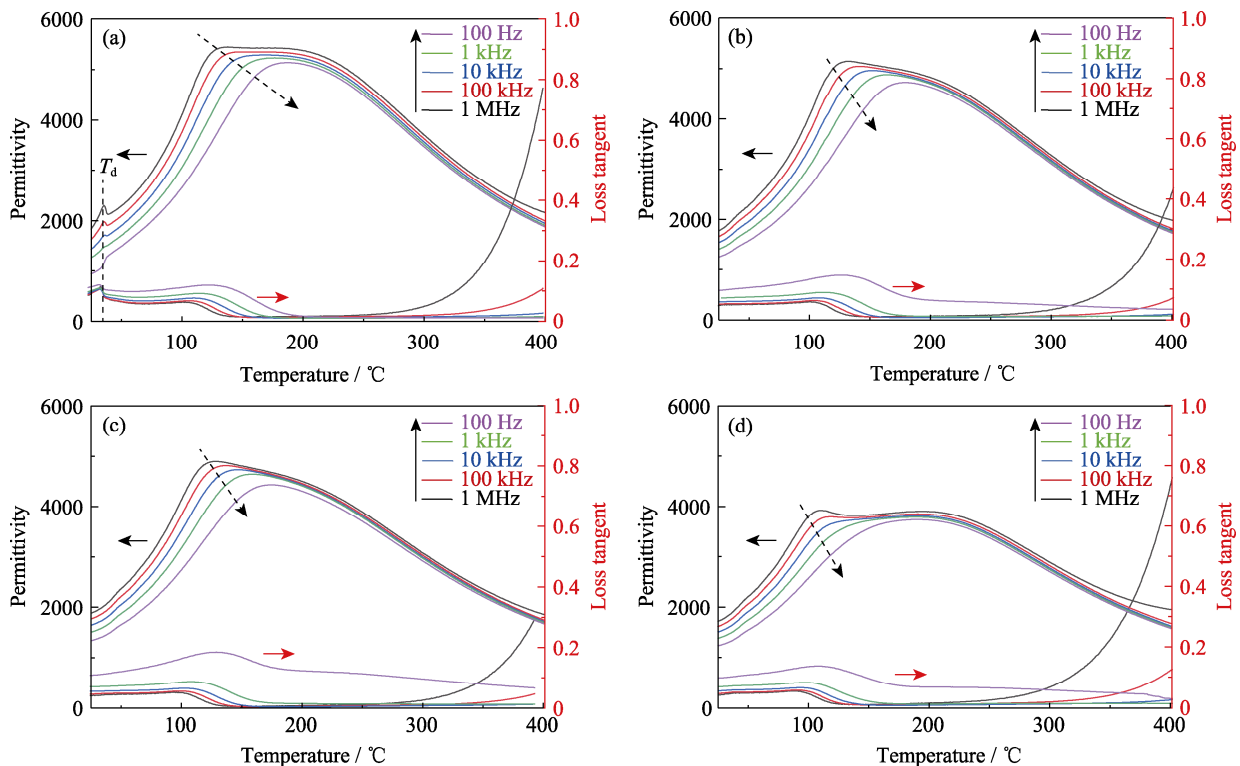 (a)
6000
4000
2000
0
Permittivity
T_d
100 Hz
1 kHz
10 kHz
100 kHz
1 MHz
1.0
0.8
0.6
0.4
0.2
0
Loss tangent
100
200
300
400
Temperature / ℃
(b)
6000
5000
4000
3000
2000
1000
0
Permittivity
100 Hz
1 kHz
10 kHz
100 kHz
1 MHz
1.0
0.8
0.6
0.4
0.2
0
Loss tangent
100
200
300
400
Temperature / ℃
(c)
6000
4000
2000
0
Permittivity
100 Hz
1 kHz
10 kHz
100 kHz
1 MHz
1.0
0.8
0.6
0.4
0.2
0
Loss tangent
100
200
300
400
Temperature / ℃
(d)
6000
4000
2000
0
Permittivity
100 Hz
1 kHz
10 kHz
100 kHz
1 MHz
1.0
0.8
0.6
0.4
0.2
0
Loss tangent
100
200
300
400
Temperature / ℃